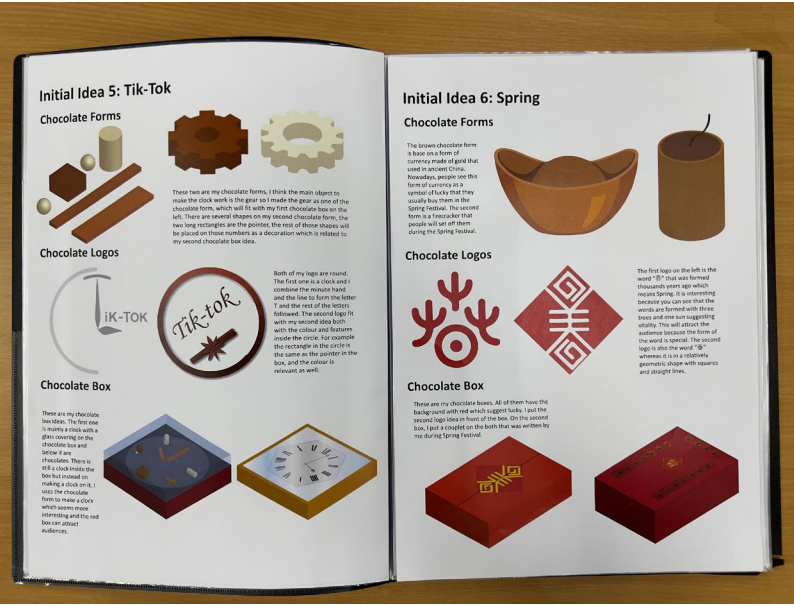 Initial Idea 5: Tik-Tok
Chocolate Forms
These two are my chocolate forms, I think the main object to
make the clock work is the gear so I made the gear as one of the
chocolate form, which will fit with my first chocolate box on the
left. There are several shapes on my second chocolate form, the
two long rectangles are the pointer, the rest of those shapes will
be placed on those numbers as a decoration which is related to
my second chocolate box idea.
Chocolate Logos
iK-TOK
Tik-tok
Both of my logo are round.
The first one is a clock and I
combine the minute hand
and the line to form the letter
T and the rest of the letters
followed. The second logo fit
with my second idea both
with the colour and features
inside the circle. For example
the rectangle in the circle is
the same as the pointer in the
box, and the colour is
relevant as well.
Chocolate Box
These are my chocolate
box ideas. The first one
is mainly a clock with a
glass covering on the
chocolate box and
below it are
chocolates. There is
still a clock inside the
box but instead on
making a clock on it, I
uses the chocolate
form to make a clock
which seems more
interesting and the red
box can attract
audiences.
Initial Idea 6: Spring
Chocolate Forms
The brown chocolate form
is base on a form of
currency made of gold that
used in ancient China.
Nowadays, people see this
form of currency as a
symbol of lucky that they
usually buy them in the
Spring Festival. The second
form is a firecracker that
people will set off them
during the Spring Festival.
Chocolate Logos
The first logo on the left is the
word "春" that was formed
thousands years ago which
means Spring. It is interesting
because you can see that the
words are formed with three
trees and one sun suggesting
vitality. This will attract the
audience because the form of
the word is special. The second
logo is also the word "春"
whereas it is in a relatively
geometric shape with squares
and straight lines.
Chocolate Box
These are my chocolate boxes. All of them have the
background with red which suggest lucky. I put the
second logo idea in front of the box. On the second
box, I put a couplet on the both that was written by
me during Spring Festival.